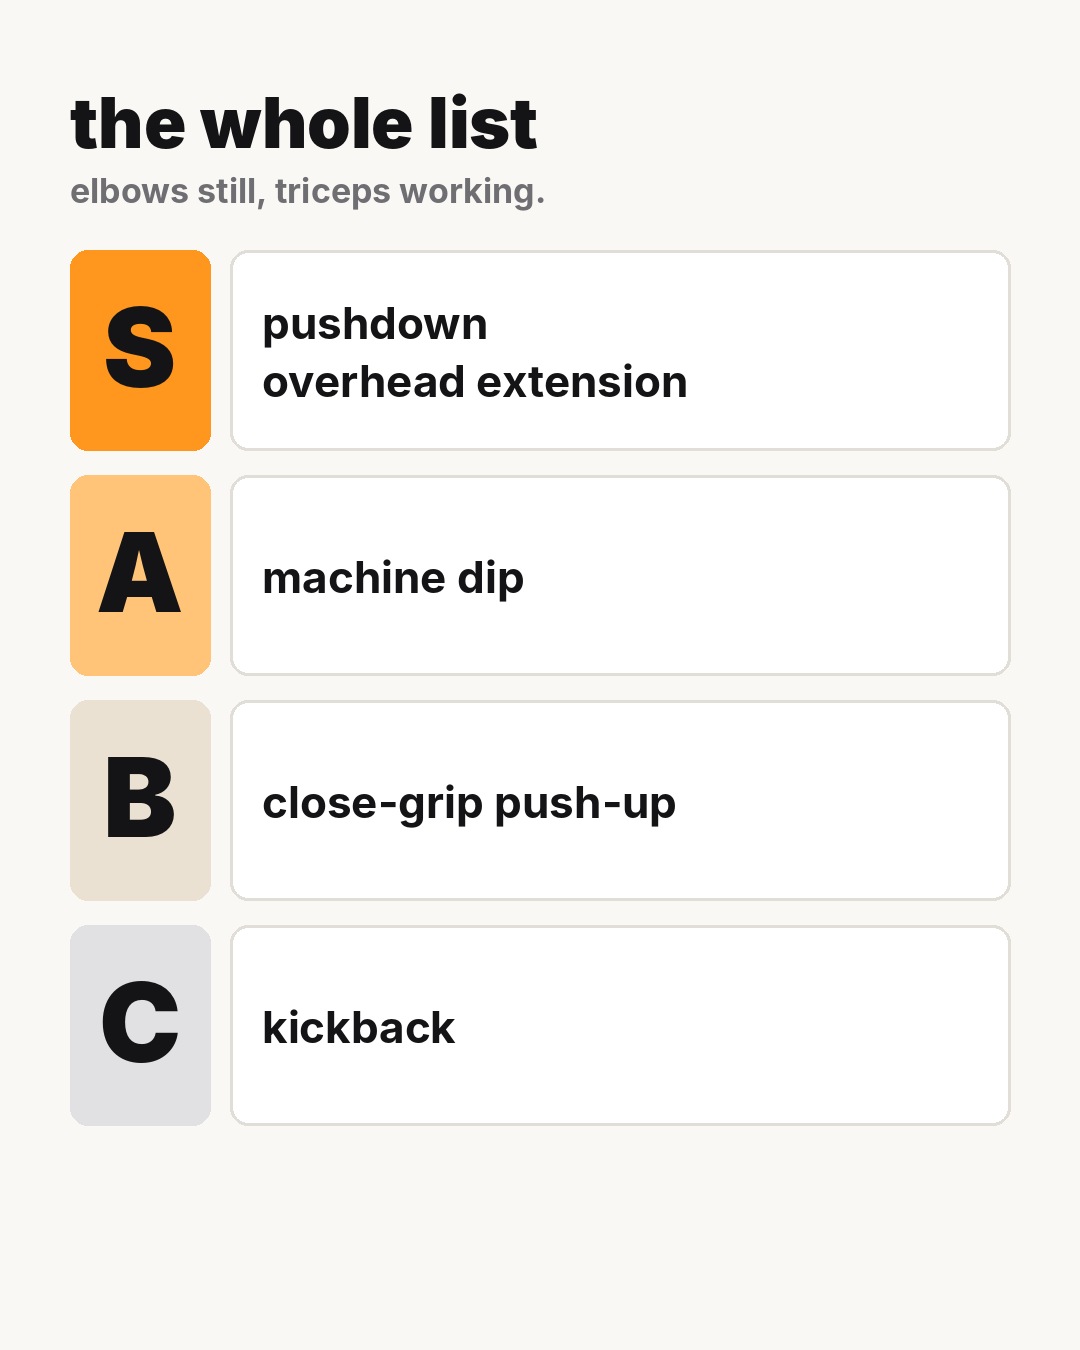 the whole list
elbows still, triceps working.
S
pushdown
overhead extension
A
machine dip
B
close-grip push-up
C
kickback